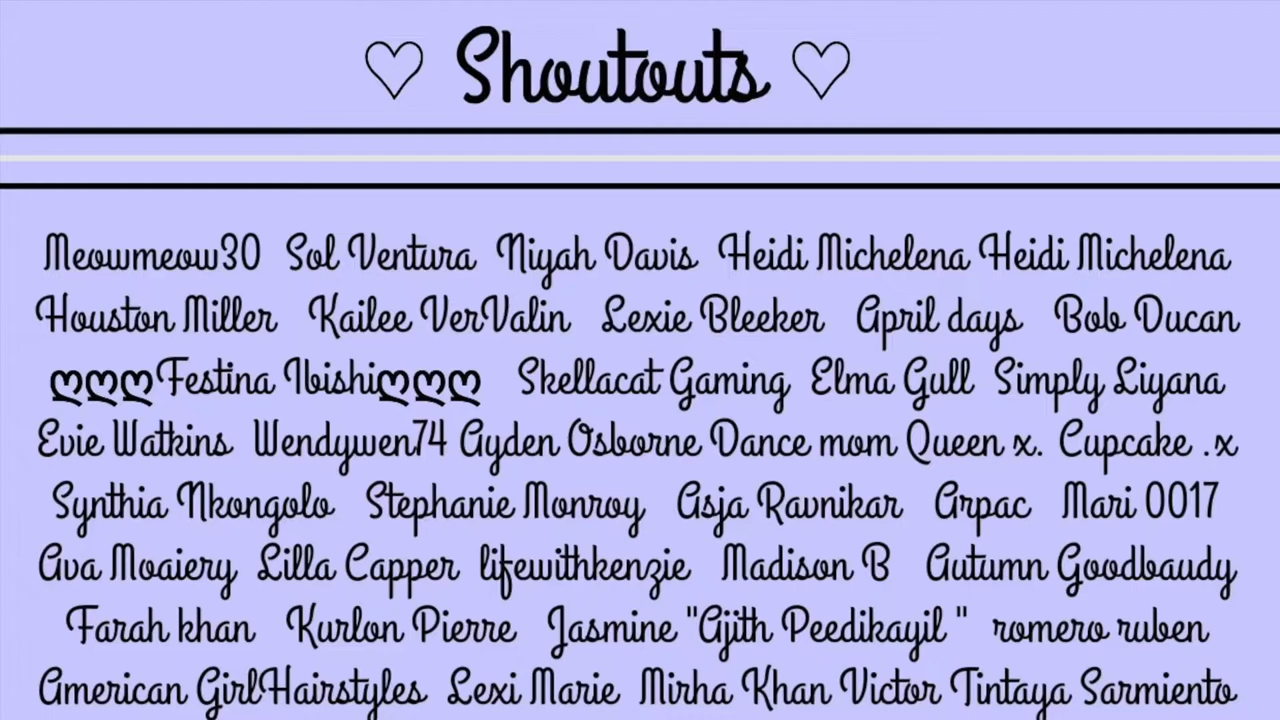 ♡ Shoutouts ♡
Meowmeow30 Sol Ventura Niyah Davis Heidi Michelena Heidi Michelena
Houston Miller Kailee VerValin Lexie Bleeker April days Bob Ducan
ღღღFestina Ibishiღღღ Skellacat Gaming Elma Gull Simply Liyana
Evie Watkins Wendywen74 Ayden Osborne Dance mom Queen x. Cupcake .x
Synthia Nkongolo Stephanie Monroy Asja Ravnikar Arpac Mari 0017
Ava Moaiery Lilla Capper lifewithkenzie Madison B Autumn Goodbaudy
Farah khan Kurlon Pierre Jasmine "Ajith Peedikayil " romero ruben
American GirlHairstyles Lexi Marie Mirha Khan Victor Tintaya Sarmiento